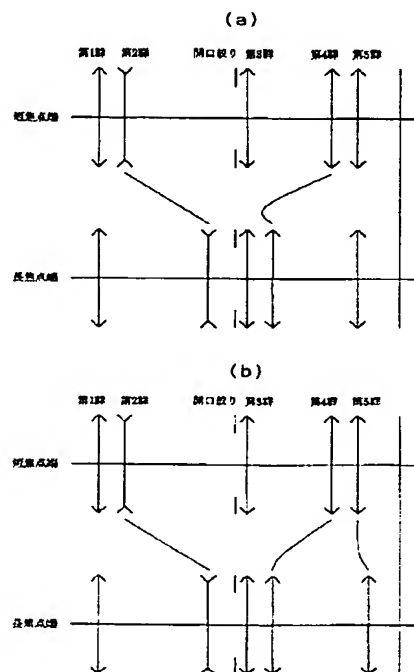 (a)
第1群 第2群 開口絞り 第3群 第4群 第5群
短焦点端
長焦点端
(b)
第1群 第2群 開口絞り 第3群 第4群 第5群
短焦点端
長焦点端